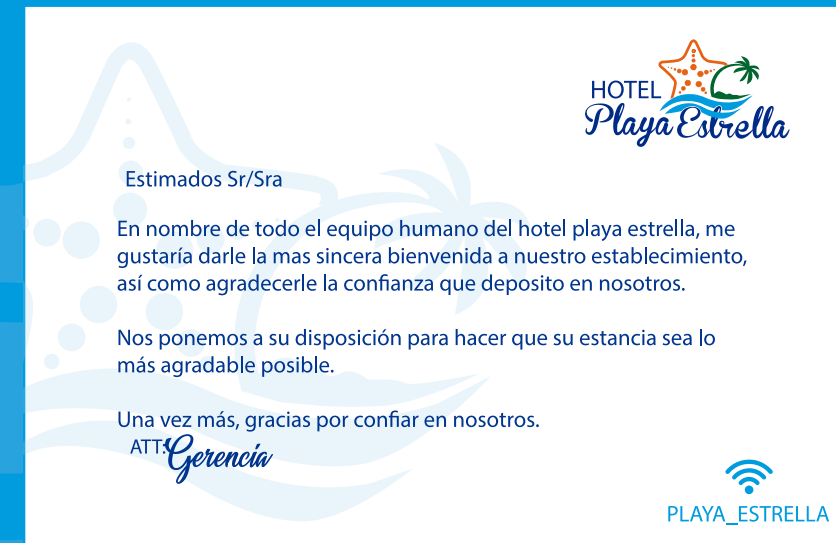 HOTEL
Playa Estrella
Estimados Sr/Sra
En nombre de todo el equipo humano del hotel playa estrella, me
gustaría darle la mas sincera bienvenida a nuestro establecimiento,
así como agradecerle la confianza que deposito en nosotros.
Nos ponemos a su disposición para hacer que su estancia sea lo
más agradable posible.
Una vez más, gracias por confiar en nosotros.
ATT: Gerencía
PLAYA_ESTRELLA